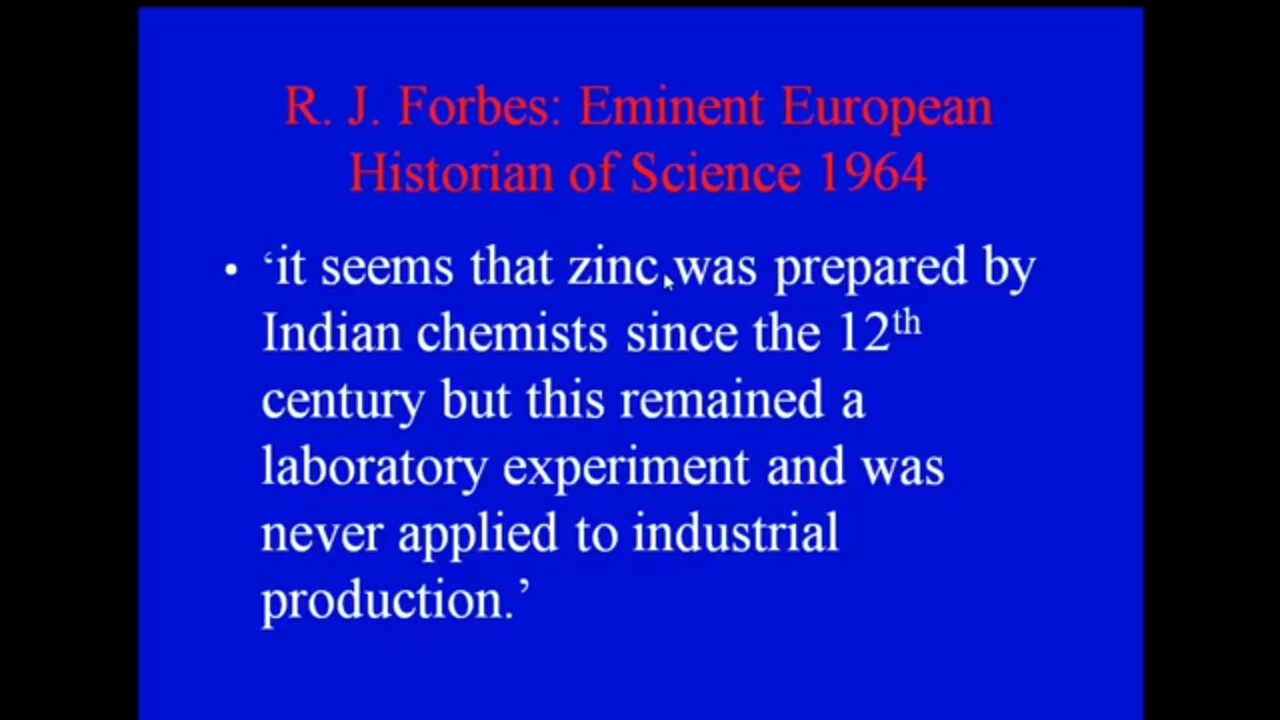 R. J. Forbes: Eminent European
Historian of Science 1964
• ‘it seems that zinc was prepared by
Indian chemists since the 12th
century but this remained a
laboratory experiment and was
never applied to industrial
production.’